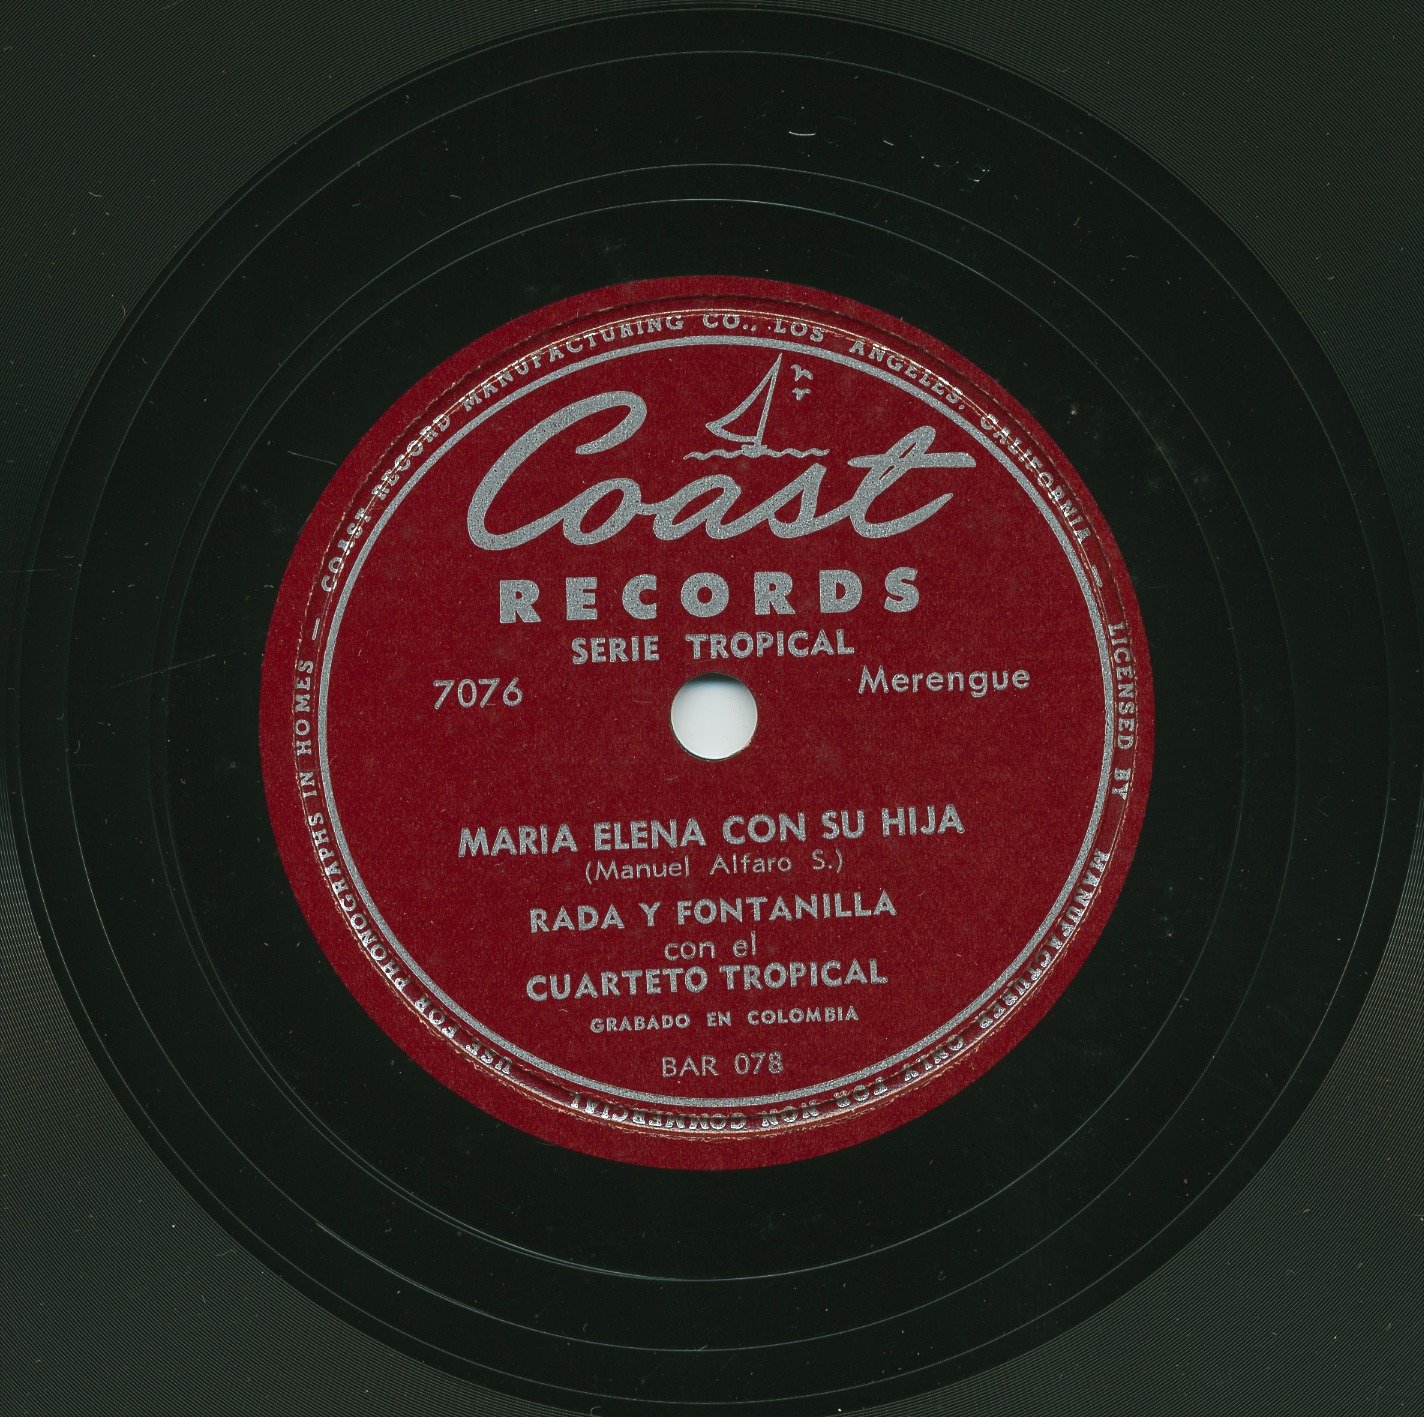 COAST RECORD MANUFACTURING CO., LOS ANGELES, CALIFORNIA — LICENSED BY MANUFACTURER ONLY FOR NON COMMERCIAL USE FOR PHONOGRAPHS IN HOMES —
Coast
RECORDS
SERIE TROPICAL
7076
Merengue
MARIA ELENA CON SU HIJA
(Manuel Alfaro S.)
RADA Y FONTANILLA
con el
CUARTETO TROPICAL
GRABADO EN COLOMBIA
BAR 078